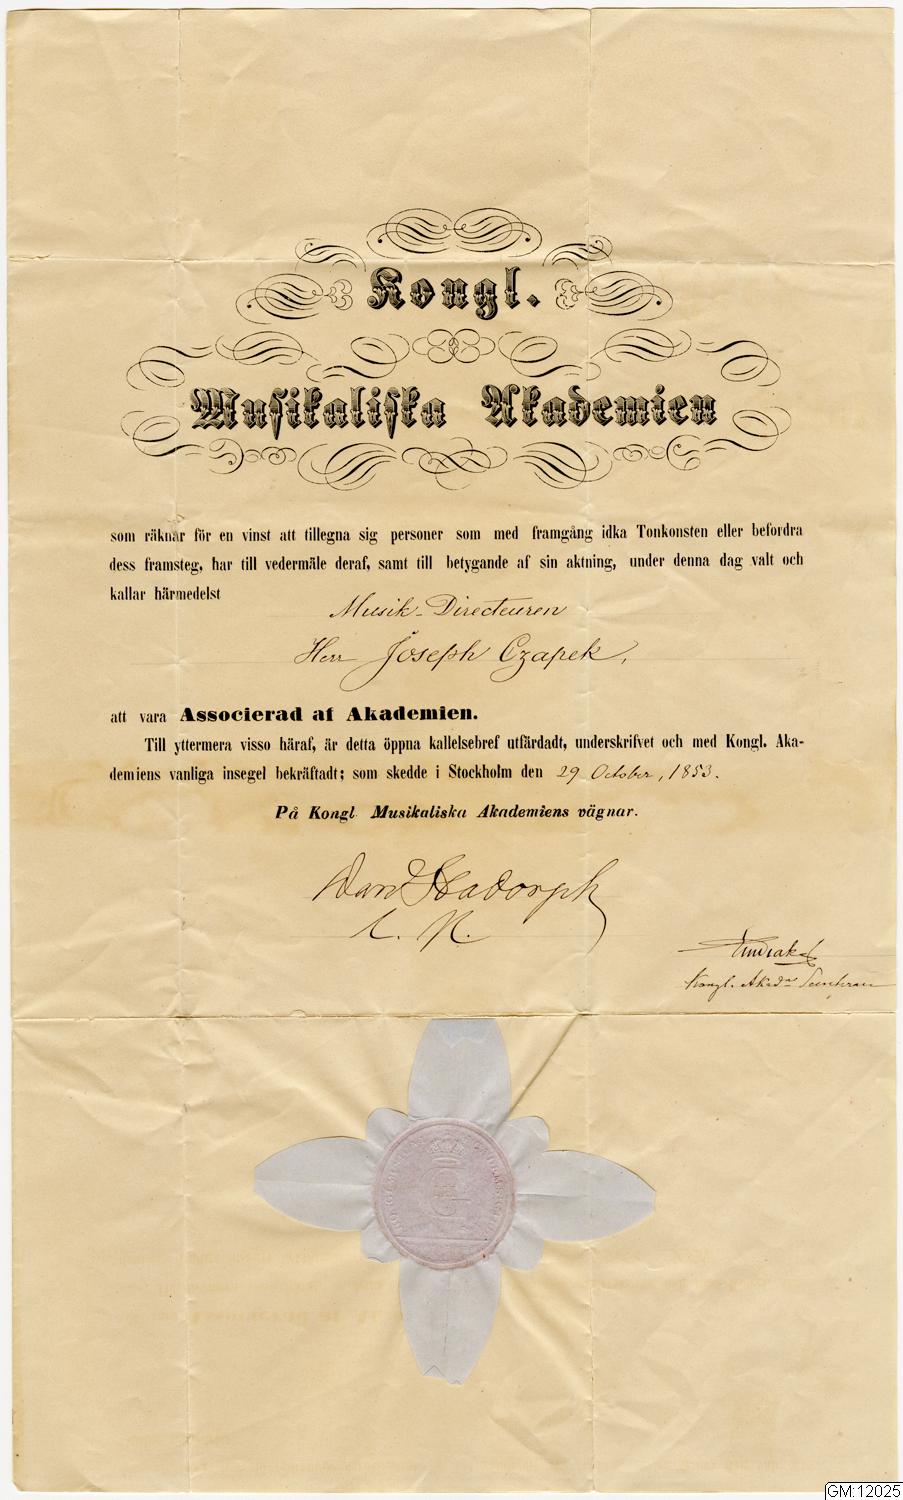 Kongl.
Musikaliska Akademien
som räknar för en vinst att tillegna sig personer som med framgång idka Tonkonsten eller befordra
dess framsteg, har till vedermäle deraf, samt till betygande af sin aktning, under denna dag valt och
kallar härmedelst
Musik-Directeuren
Herr Joseph Czapek,
att vara Associerad af Akademien.
Till yttermera visso häraf, är detta öppna kallelsebref utfärdadt, underskrifvet och med Kongl. Aka-
demiens vanliga insegel bekräftadt; som skedde i Stockholm den 29 October, 1853.
På Kongl Musikaliska Akademiens vägnar.
Hadorph
Kongl. Akad:
GM:12025